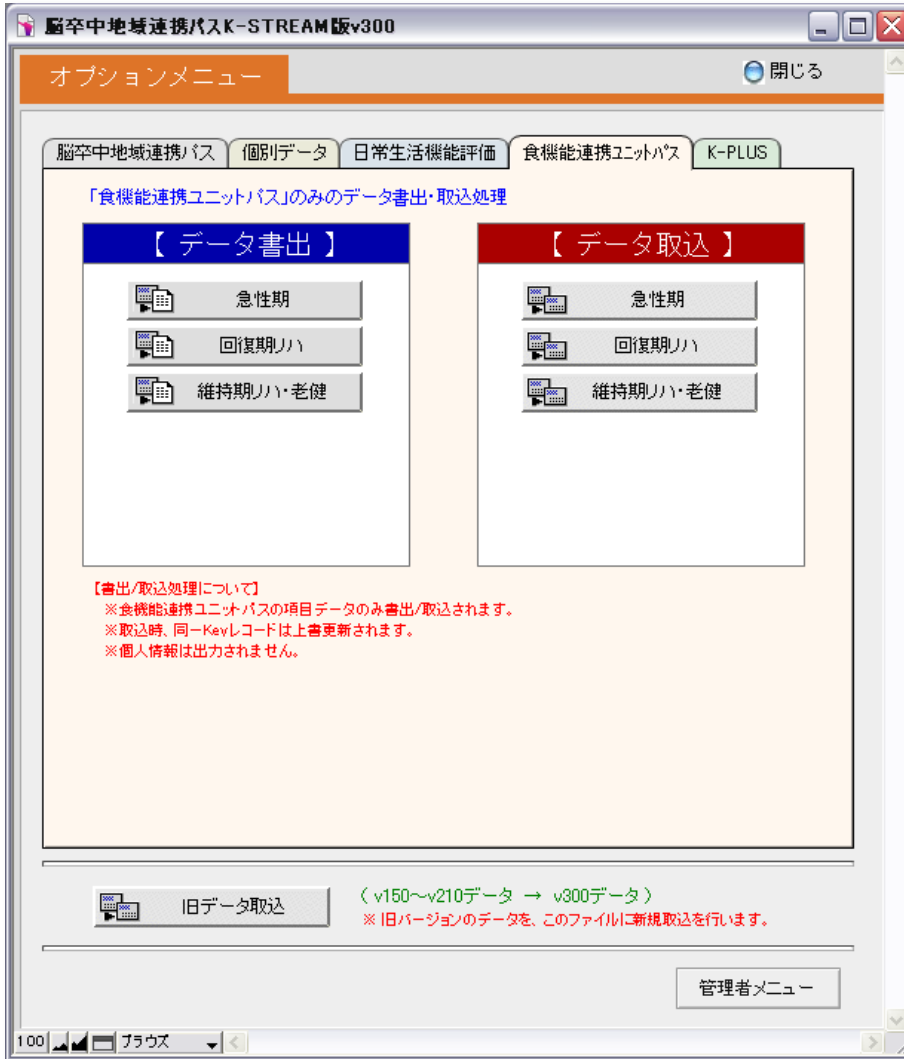 脳卒中地域連携パスK-STREAM版v300
オプションメニュー
閉じる
脳卒中地域連携パス 個別データ 日常生活機能評価 食機能連携ユニットパス K-PLUS
「食機能連携ユニットパス」のみのデータ書出・取込処理
【 データ書出 】
急性期
回復期リハ
維持期リハ・老健
【 データ取込 】
急性期
回復期リハ
維持期リハ・老健
【書出/取込処理について】
※食機能連携ユニットパスの項目データのみ書出/取込されます。
※取込時、同一Keyレコードは上書更新されます。
※個人情報は出力されません。
旧データ取込
（ v150～v210データ → v300データ ）
※ 旧バージョンのデータを、このファイルに新規取込を行います。
管理者メニュー
100 ブラウズ